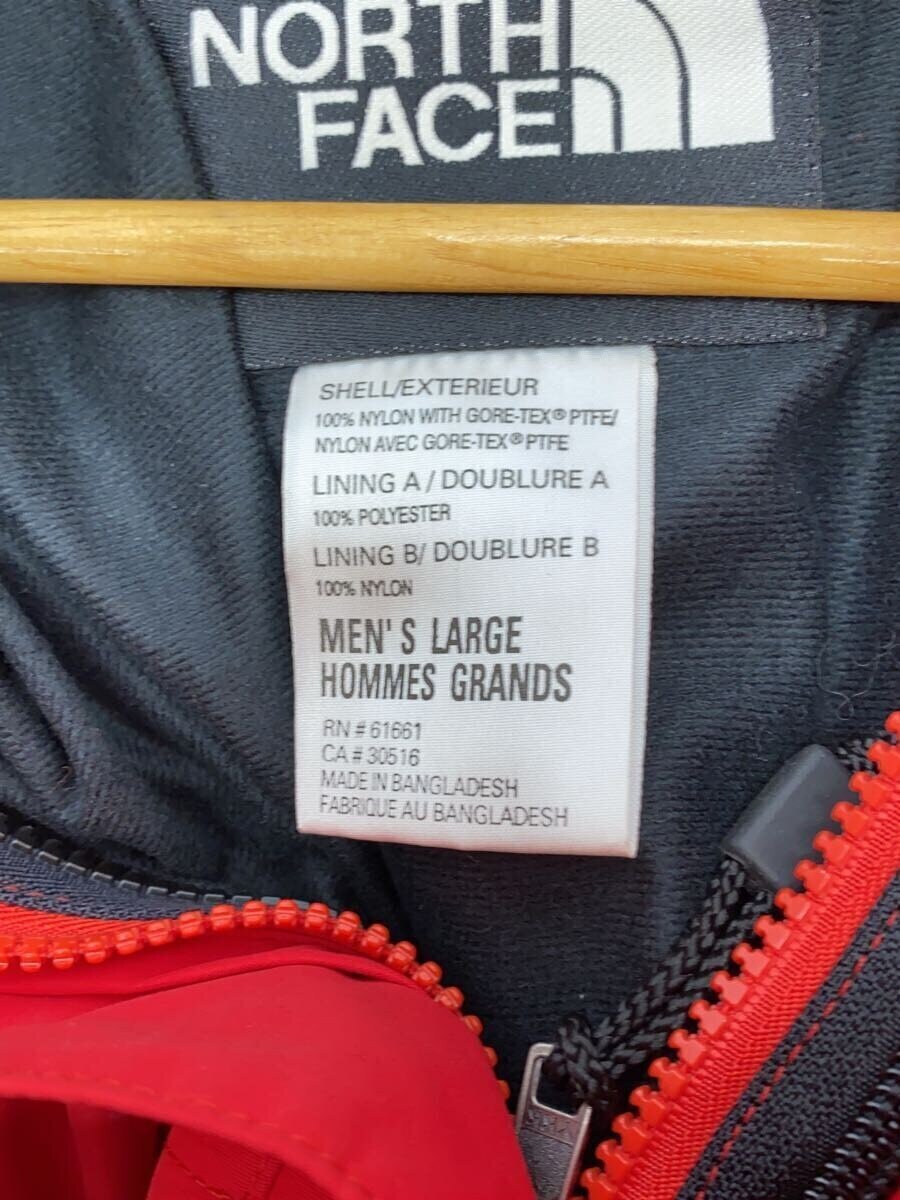 NORTH
FACE
SHELL/EXTERIEUR
100% NYLON WITH GORE-TEX® PTFE/
NYLON AVEC GORE-TEX® PTFE
LINING A / DOUBLURE A
100% POLYESTER
LINING B/ DOUBLURE B
100% NYLON
MEN'S LARGE
HOMMES GRANDS
RN # 61661
CA # 30516
MADE IN BANGLADESH
FABRIQUE AU BANGLADESH